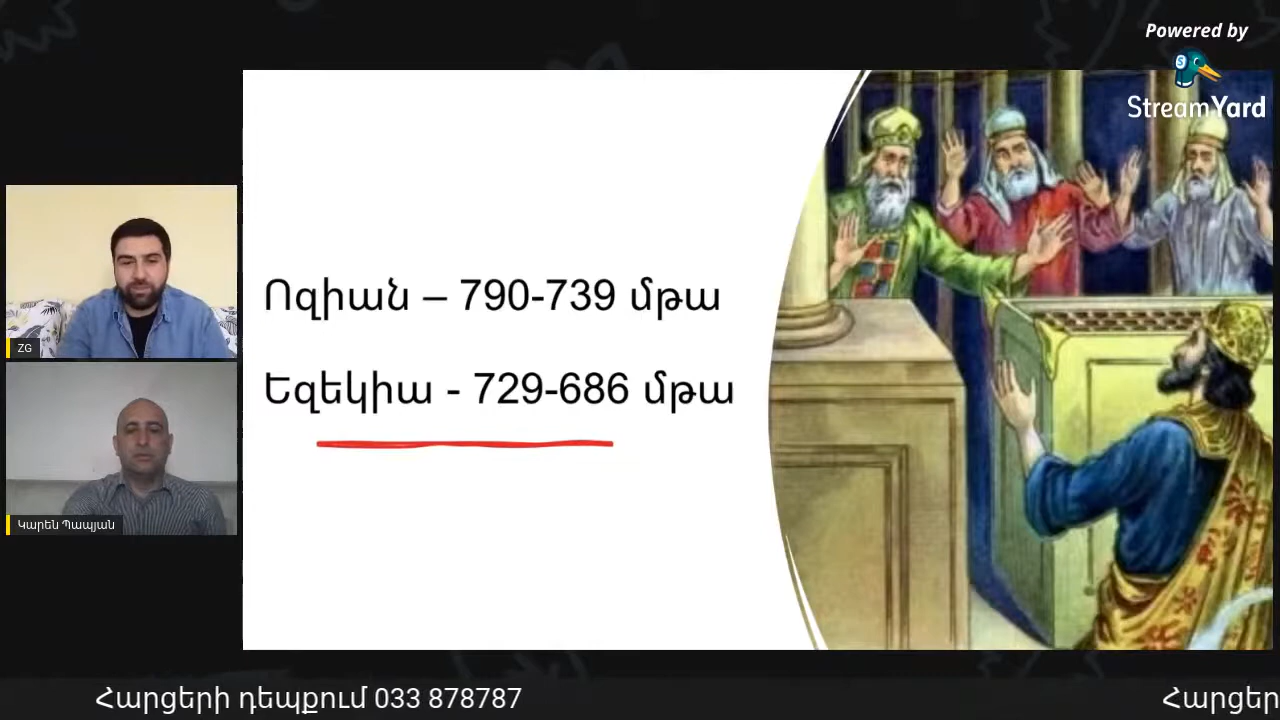 Powered by
StreamYard
Ոզիան – 790-739 մթա
Եզեկիա - 729-686 մթա
ZG
Կարեն Պապյան
Հարցերի դեպքում 033 878787
Հարցեր